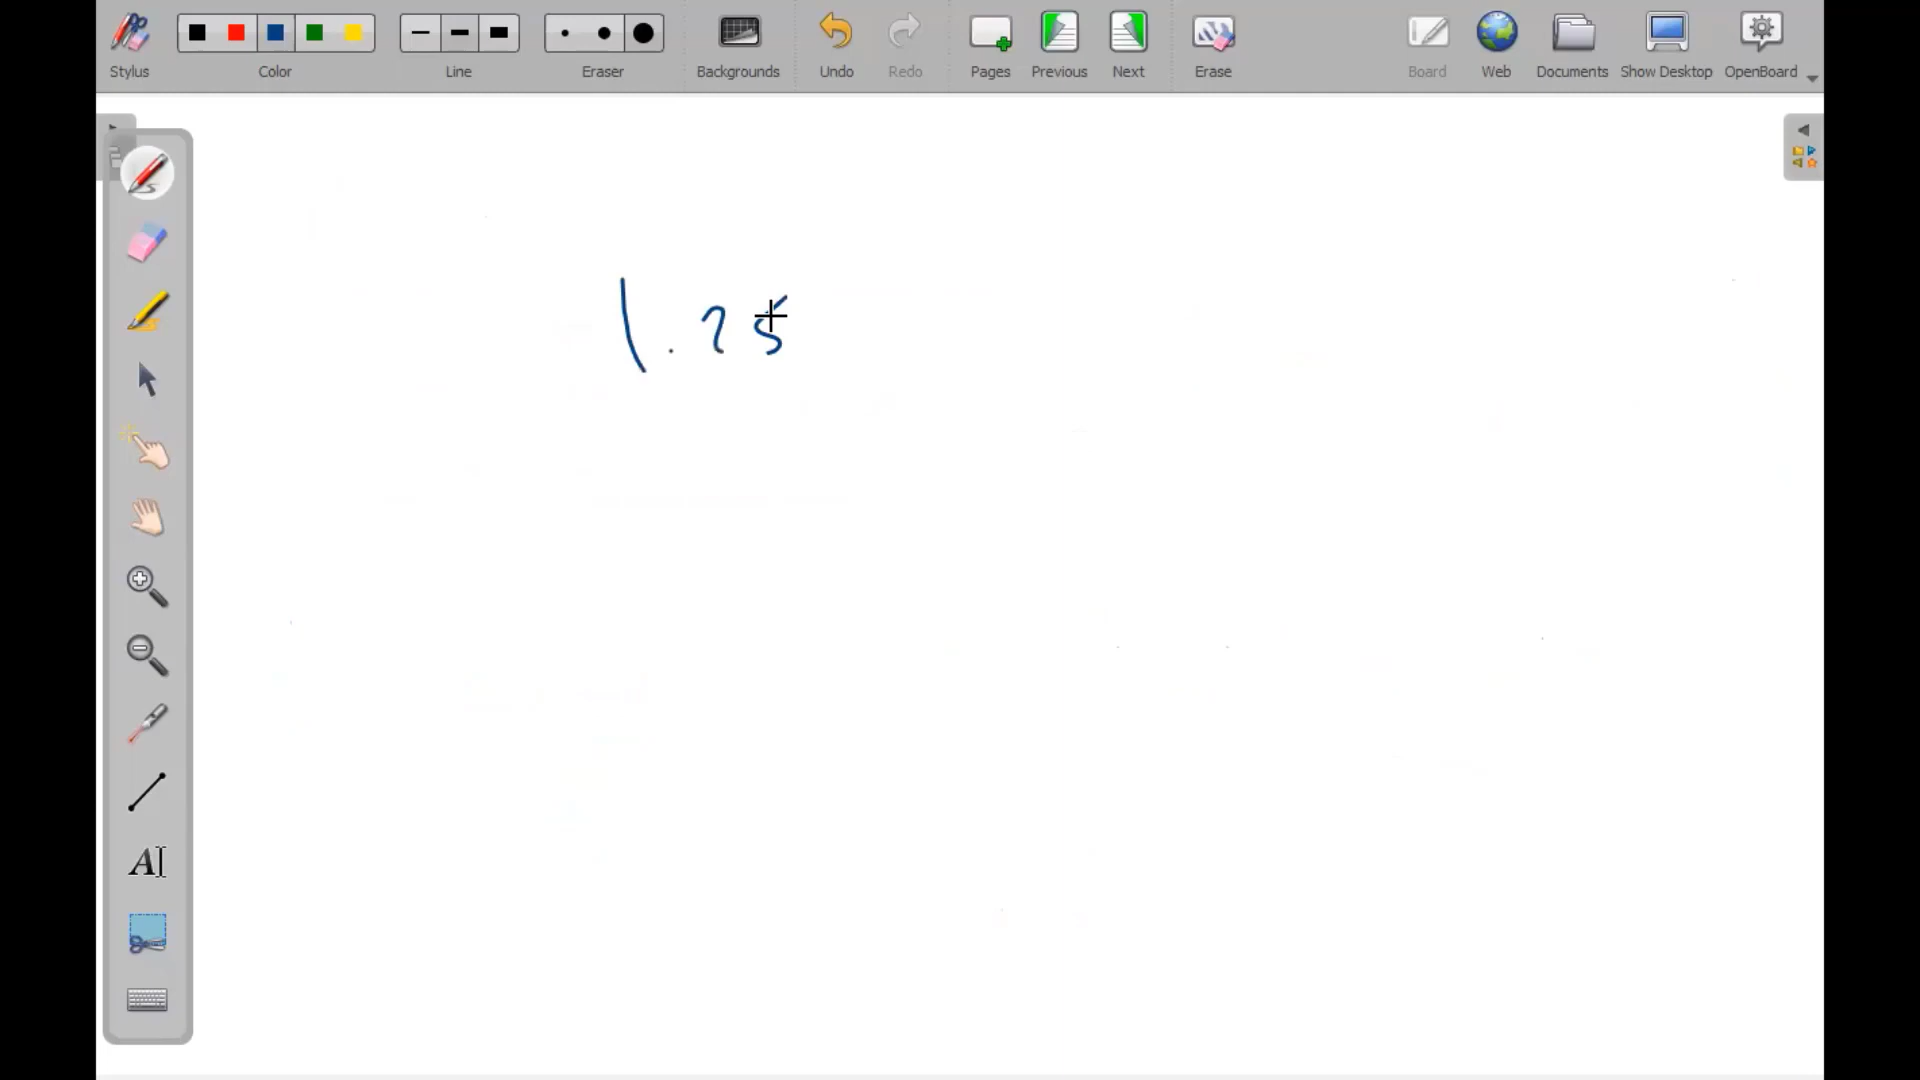 Stylus
Color
Line
Eraser
Backgrounds
Undo
Redo
Pages
Previous
Next
Erase
Board
Web
Documents
Show Desktop
OpenBoard
1.25
A